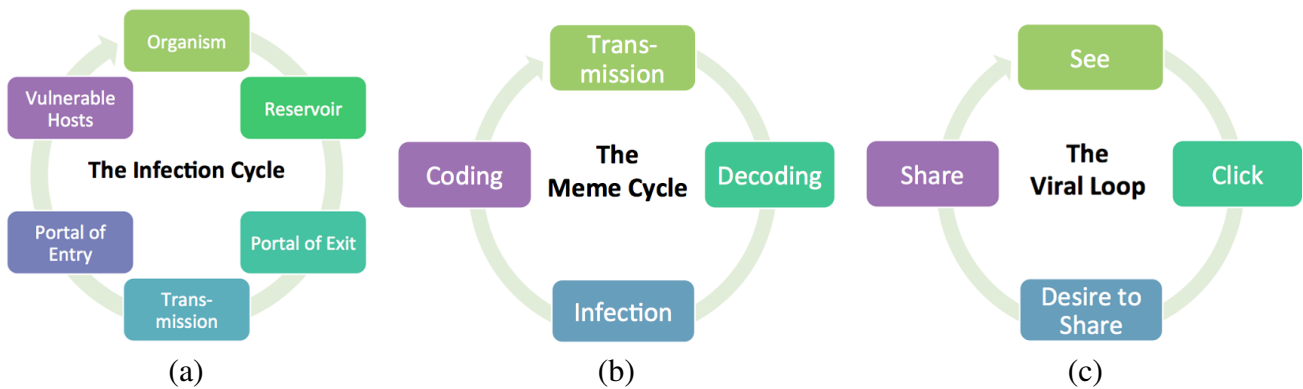 Organism
Reservoir
Portal of Exit
Trans-
mission
Portal of
Entry
Vulnerable
Hosts
The Infection Cycle
(a)
Trans-
mission
Decoding
Infection
Coding
The
Meme Cycle
(b)
See
Click
Desire to
Share
Share
The
Viral Loop
(c)